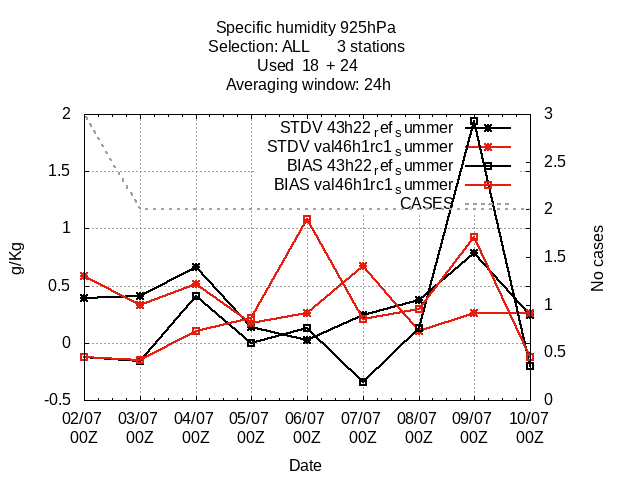 Specific humidity 925hPa
Selection: ALL      3 stations
Used  18  + 24
Averaging window: 24h
STDV 43h22_ref_summer
STDV val46h1rc1_summer
BIAS 43h22_ref_summer
BIAS val46h1rc1_summer
CASES
2
1.5
1
0.5
0
-0.5
g/Kg
3
2.5
2
1.5
1
0.5
0
No cases
02/07 03/07 04/07 05/07 06/07 07/07 08/07 09/07 10/07
00Z 00Z 00Z 00Z 00Z 00Z 00Z 00Z 00Z
Date